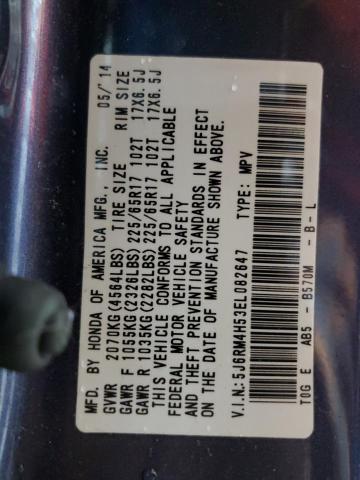 MFD. BY HONDA OF AMERICA MFG., INC. 05/'14
GVWR 2070KG(4564LBS) TIRE SIZE RIM SIZE
GAWR F 1055KG(2326LBS) 225/65R17 102T 17X6.5J
GAWR R 1035KG(2282LBS) 225/65R17 102T 17X6.5J
THIS VEHICLE CONFORMS TO ALL APPLICABLE
FEDERAL MOTOR VEHICLE SAFETY
AND THEFT PREVENTION STANDARDS IN EFFECT
ON THE DATE OF MANUFACTURE SHOWN ABOVE.
V.I.N.:5J6RM4H53EL082647 TYPE: MPV
T0G E AB5 - B570M - B - L